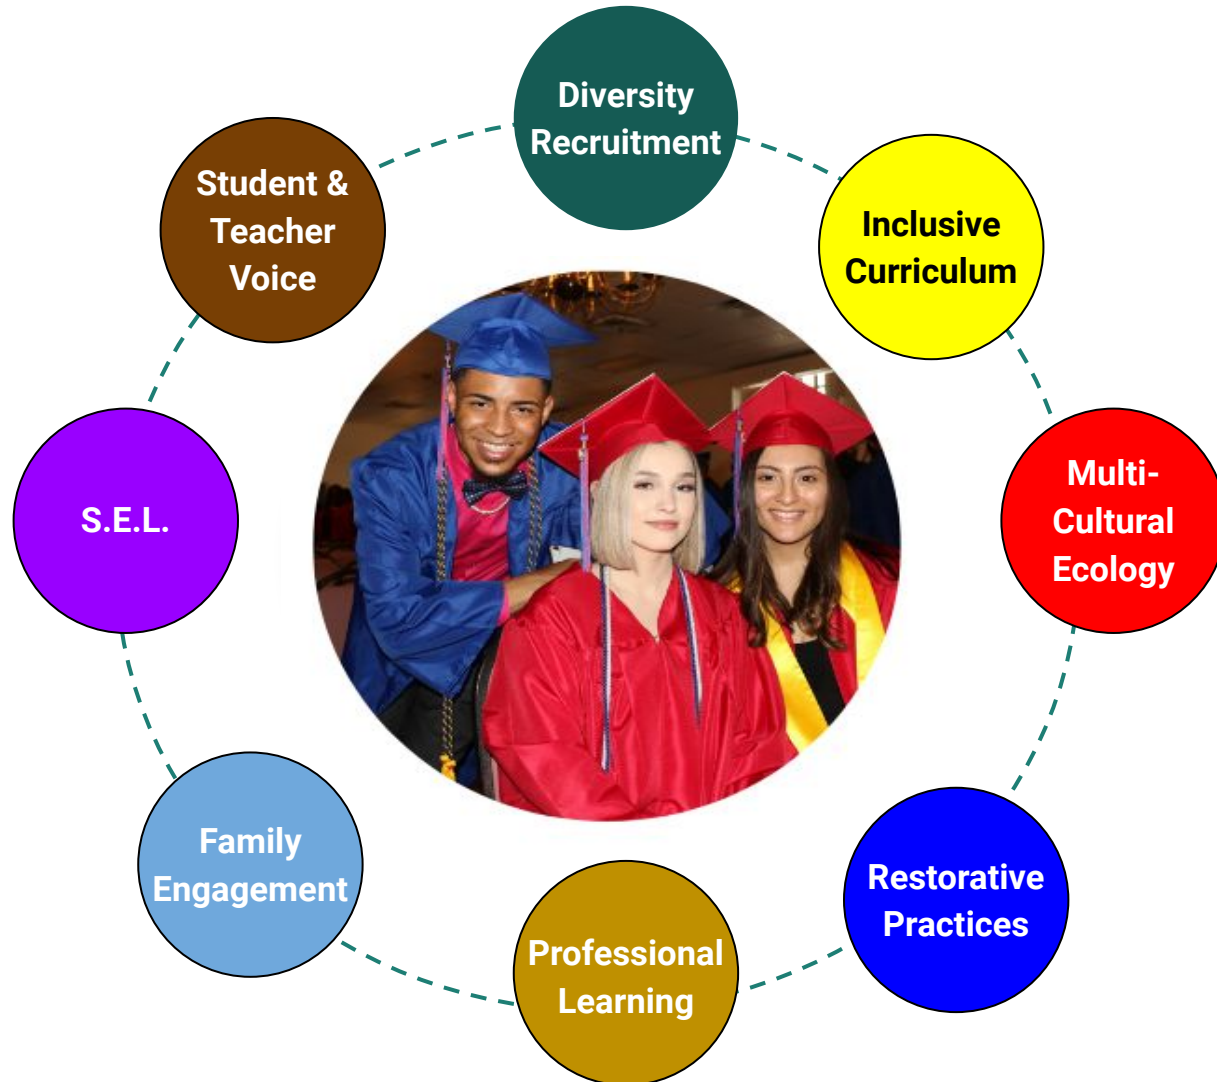 Diversity
Recruitment
Inclusive
Curriculum
Multi-
Cultural
Ecology
Restorative
Practices
Professional
Learning
Family
Engagement
S.E.L.
Student &
Teacher
Voice